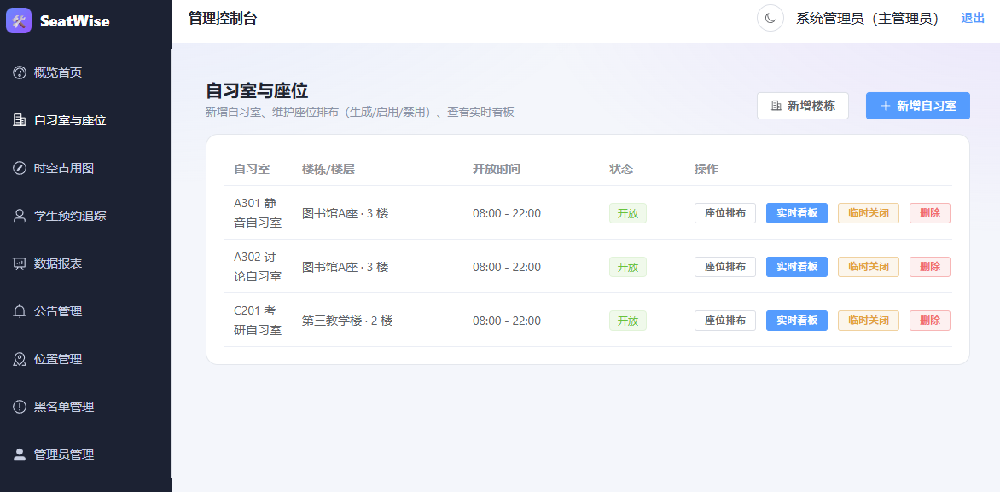 SeatWise
管理控制台
系统管理员（主管理员）
退出
概览首页
自习室与座位
时空占用图
学生预约追踪
数据报表
公告管理
位置管理
黑名单管理
管理员管理
自习室与座位
新增自习室、维护座位排布（生成/启用/禁用）、查看实时看板
新增楼栋
新增自习室
自习室 楼栋/楼层 开放时间 状态 操作
A301 静
音自习室
图书馆A座 · 3 楼 08:00 - 22:00 开放 座位排布 实时看板 临时关闭 删除
A302 讨
论自习室
图书馆A座 · 3 楼 08:00 - 22:00 开放 座位排布 实时看板 临时关闭 删除
C201 考
研自习室
第三教学楼 · 2 楼 08:00 - 22:00 开放 座位排布 实时看板 临时关闭 删除